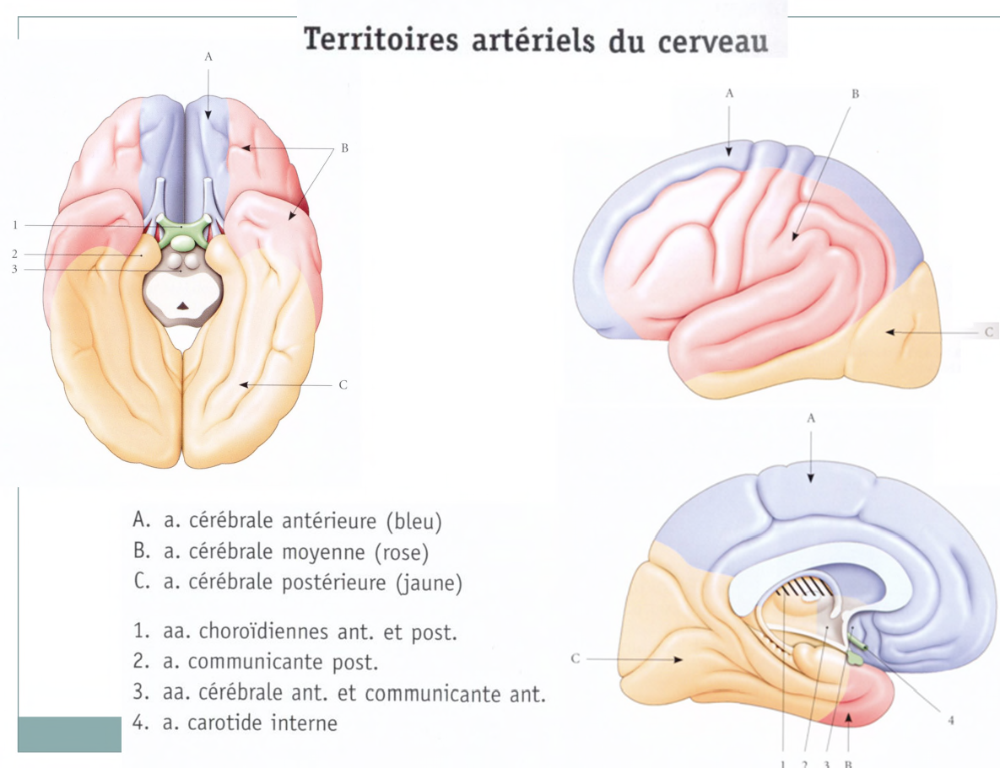 Territoires artériels du cerveau
A
B
1
2
3
C
A
B
C
A
C
4
1 2 3 B
A. a. cérébrale antérieure (bleu)
B. a. cérébrale moyenne (rose)
C. a. cérébrale postérieure (jaune)
1. aa. choroïdiennes ant. et post.
2. a. communicante post.
3. aa. cérébrale ant. et communicante ant.
4. a. carotide interne